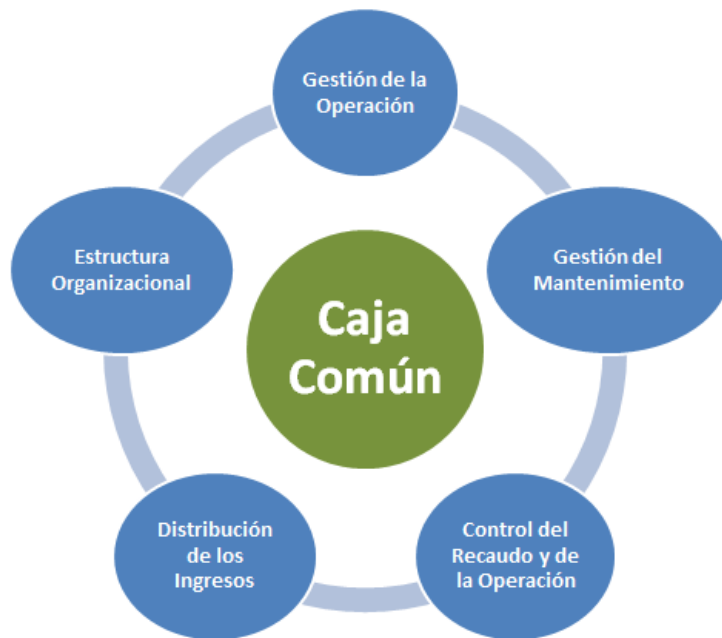 Gestión de la
Operación
Estructura
Organizacional
Gestión del
Mantenimiento
Caja
Común
Distribución
de los
Ingresos
Control del
Recaudo y de
la Operación